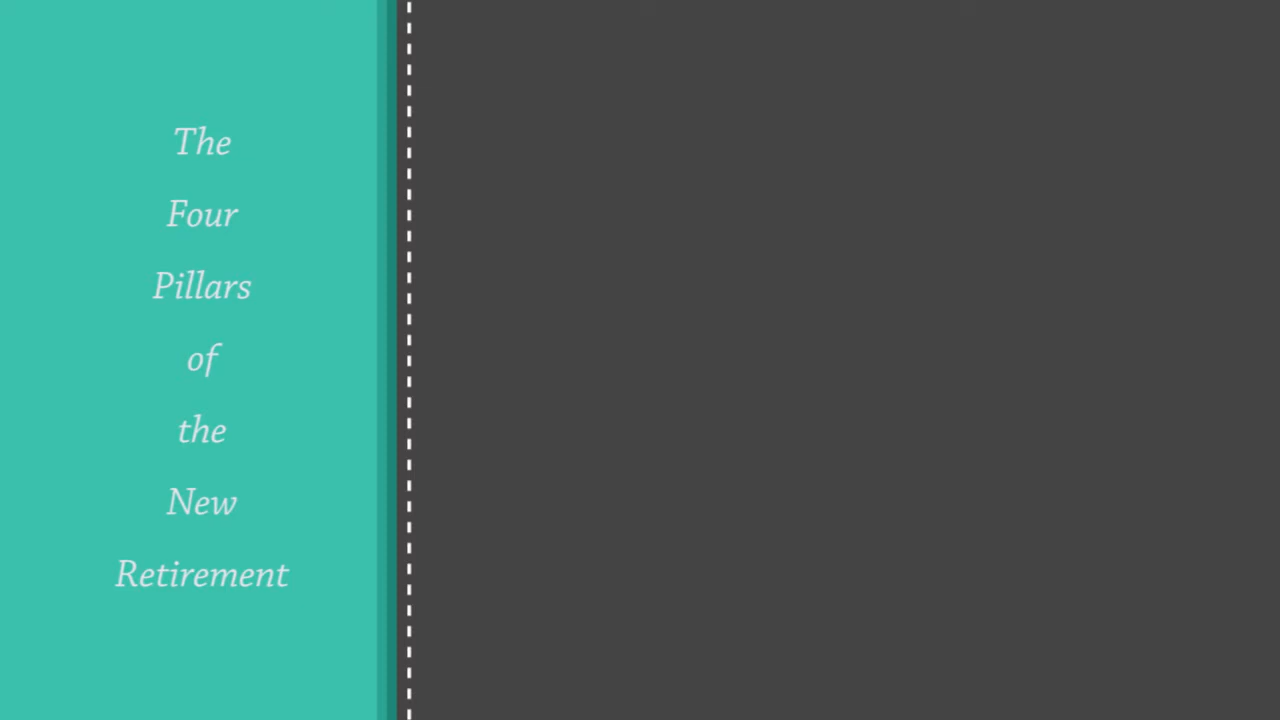 The
Four
Pillars
of
the
New
Retirement